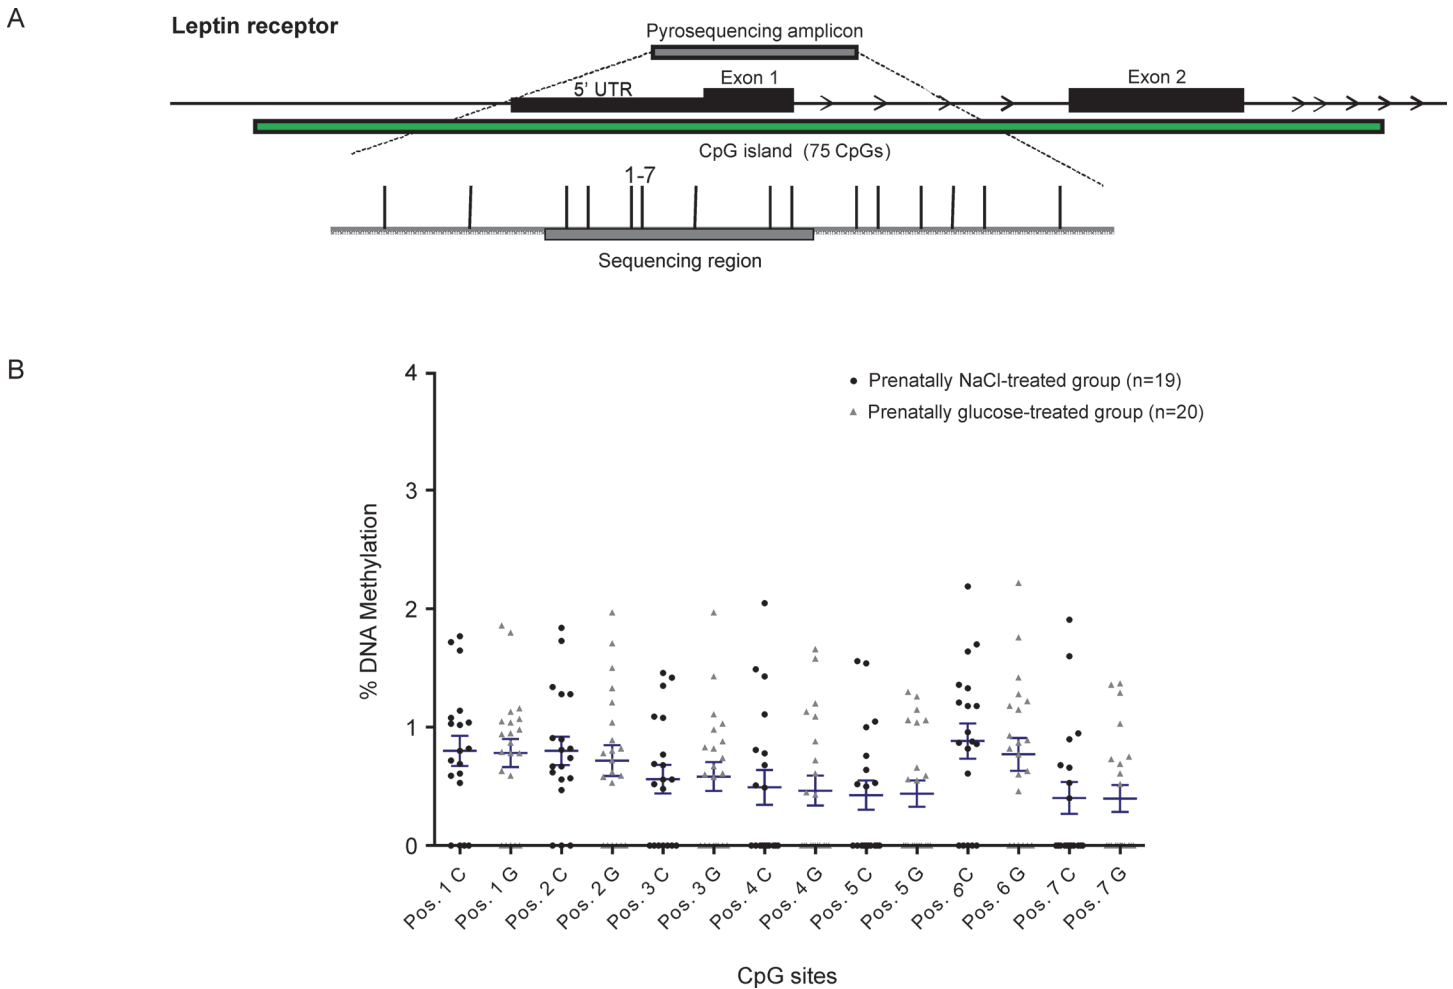 A
Leptin receptor
Pyrosequencing amplicon
5' UTR
Exon 1
Exon 2
CpG island (75 CpGs)
1-7
Sequencing region
B
Prenatally NaCl-treated group (n=19)
Prenatally glucose-treated group (n=20)
% DNA Methylation
4
3
2
1
0
Pos. 1 C
Pos. 1 G
Pos. 2 C
Pos. 2 G
Pos. 3 C
Pos. 3 G
Pos. 4 C
Pos. 4 G
Pos. 5 C
Pos. 5 G
Pos. 6 C
Pos. 6 G
Pos. 7 C
Pos. 7 G
CpG sites